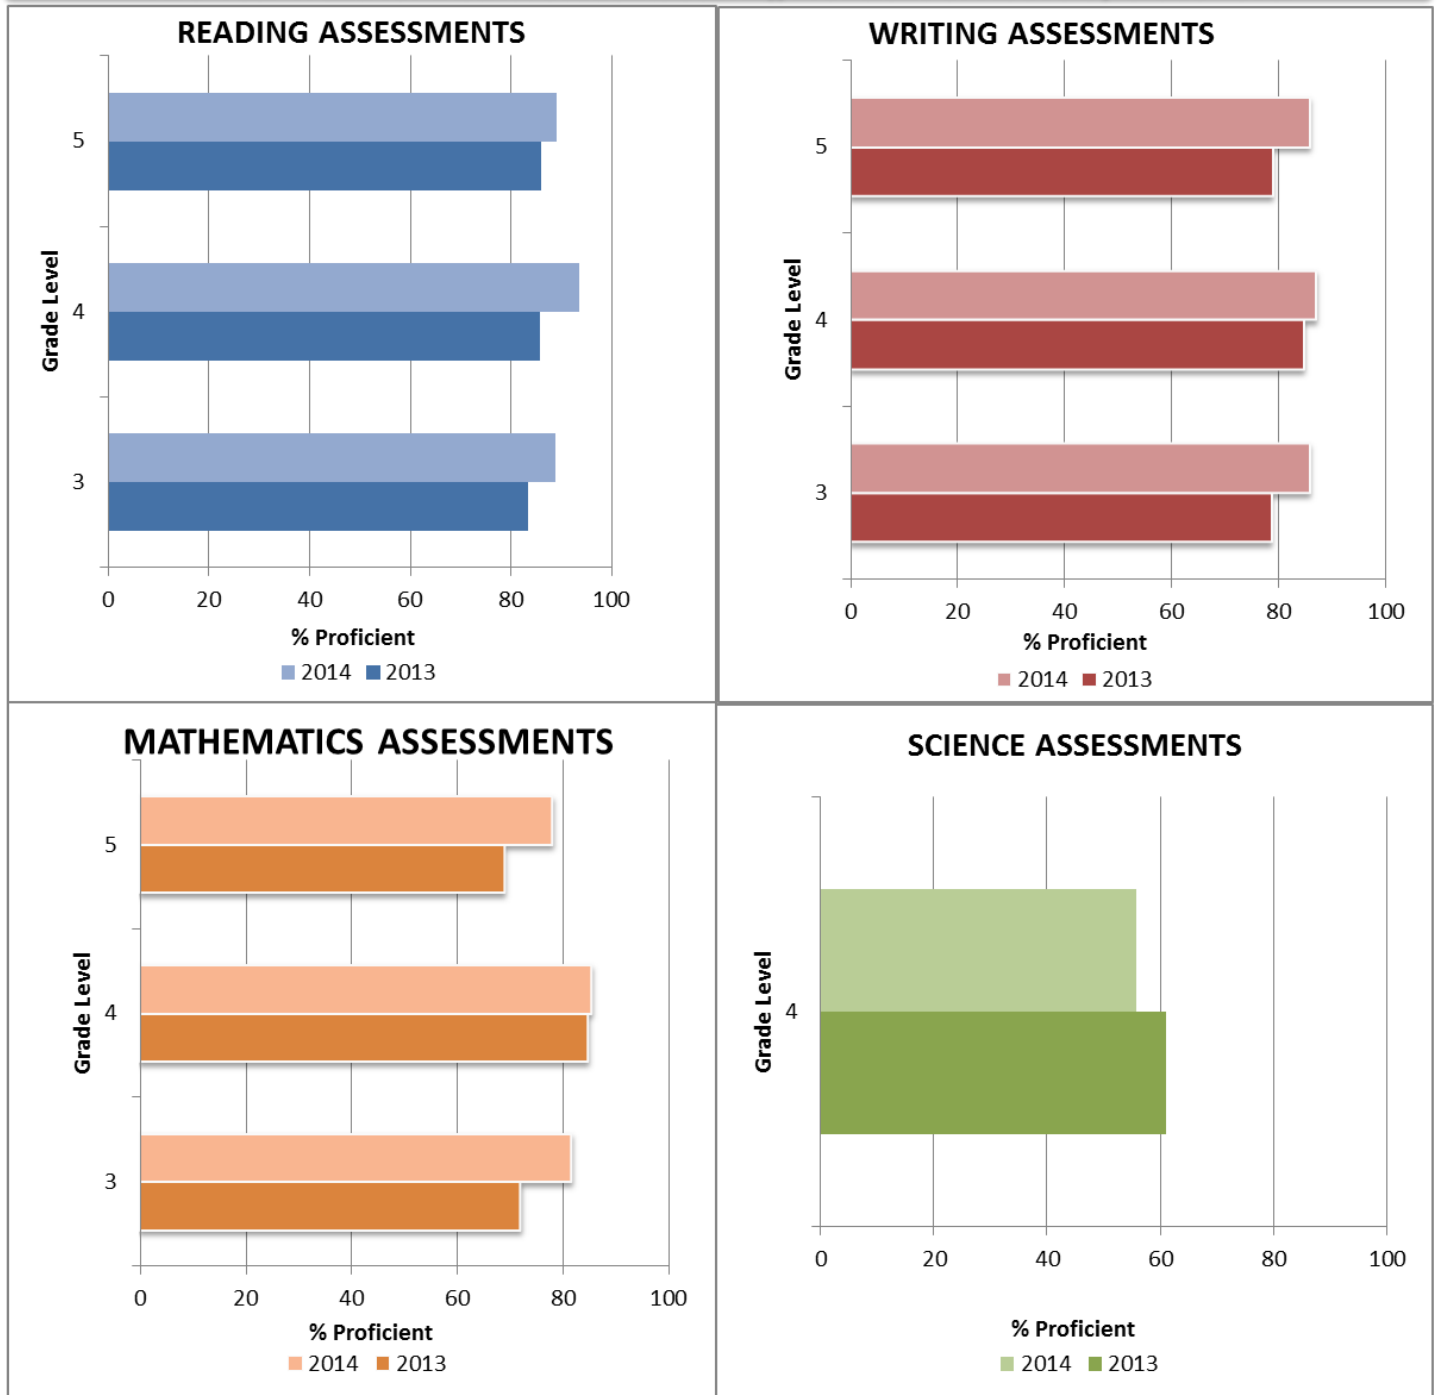 READING ASSESSMENTS
Grade Level
5
4
3
0 20 40 60 80 100
% Proficient
2014 2013
WRITING ASSESSMENTS
Grade Level
5
4
3
0 20 40 60 80 100
% Proficient
2014 2013
MATHEMATICS ASSESSMENTS
Grade Level
5
4
3
0 20 40 60 80 100
% Proficient
2014 2013
SCIENCE ASSESSMENTS
Grade Level
4
0 20 40 60 80 100
% Proficient
2014 2013